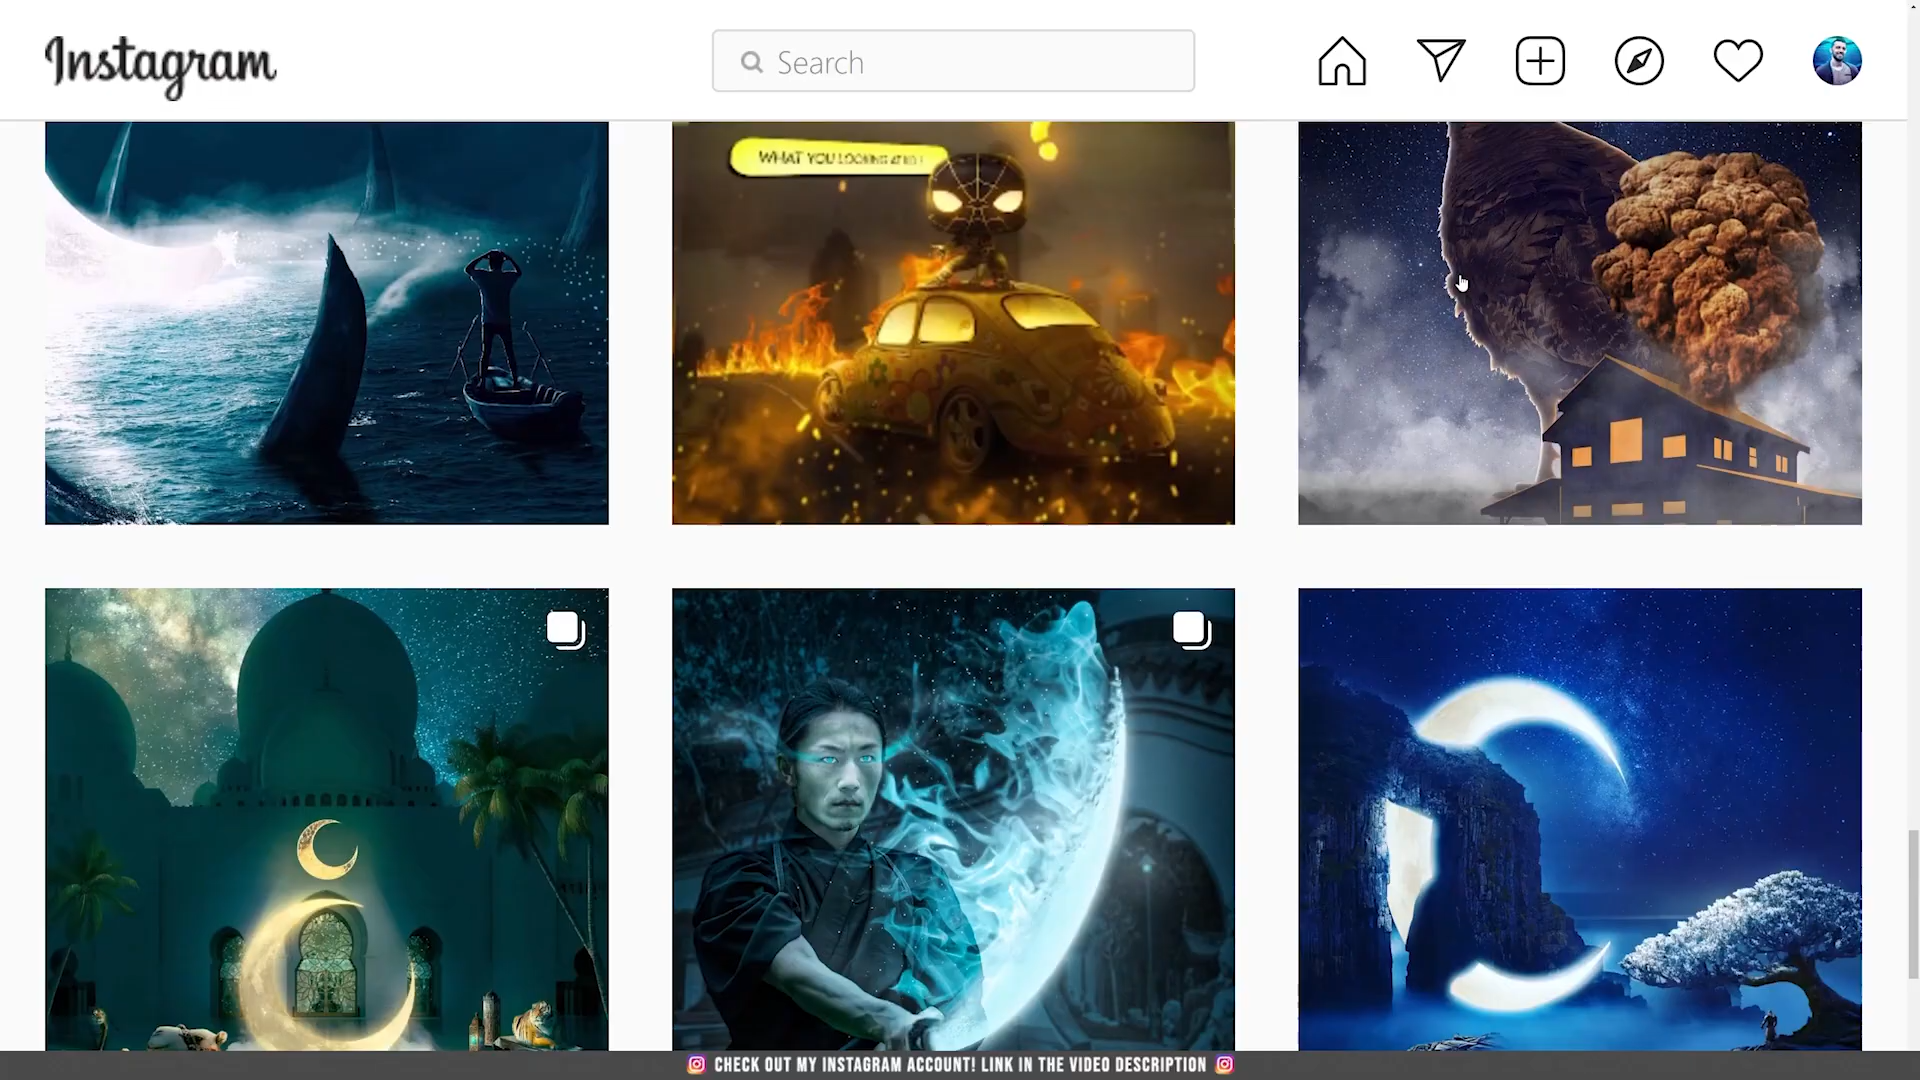 Instagram
Search
WHAT YOU LOOKING AT
CHECK OUT MY INSTAGRAM ACCOUNT! LINK IN THE VIDEO DESCRIPTION